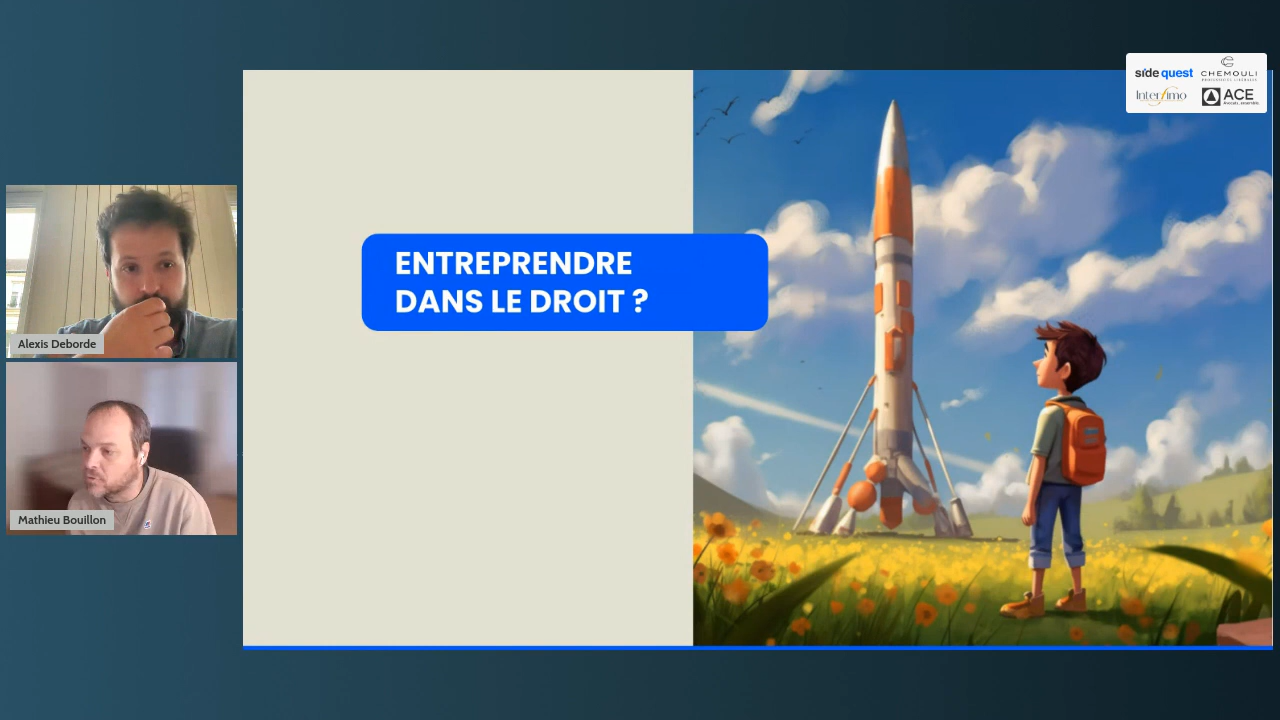 side quest
CHEMOULI
Interfimo
ACE
ENTREPRENDRE
DANS LE DROIT ?
Alexis Deborde
Mathieu Bouillon